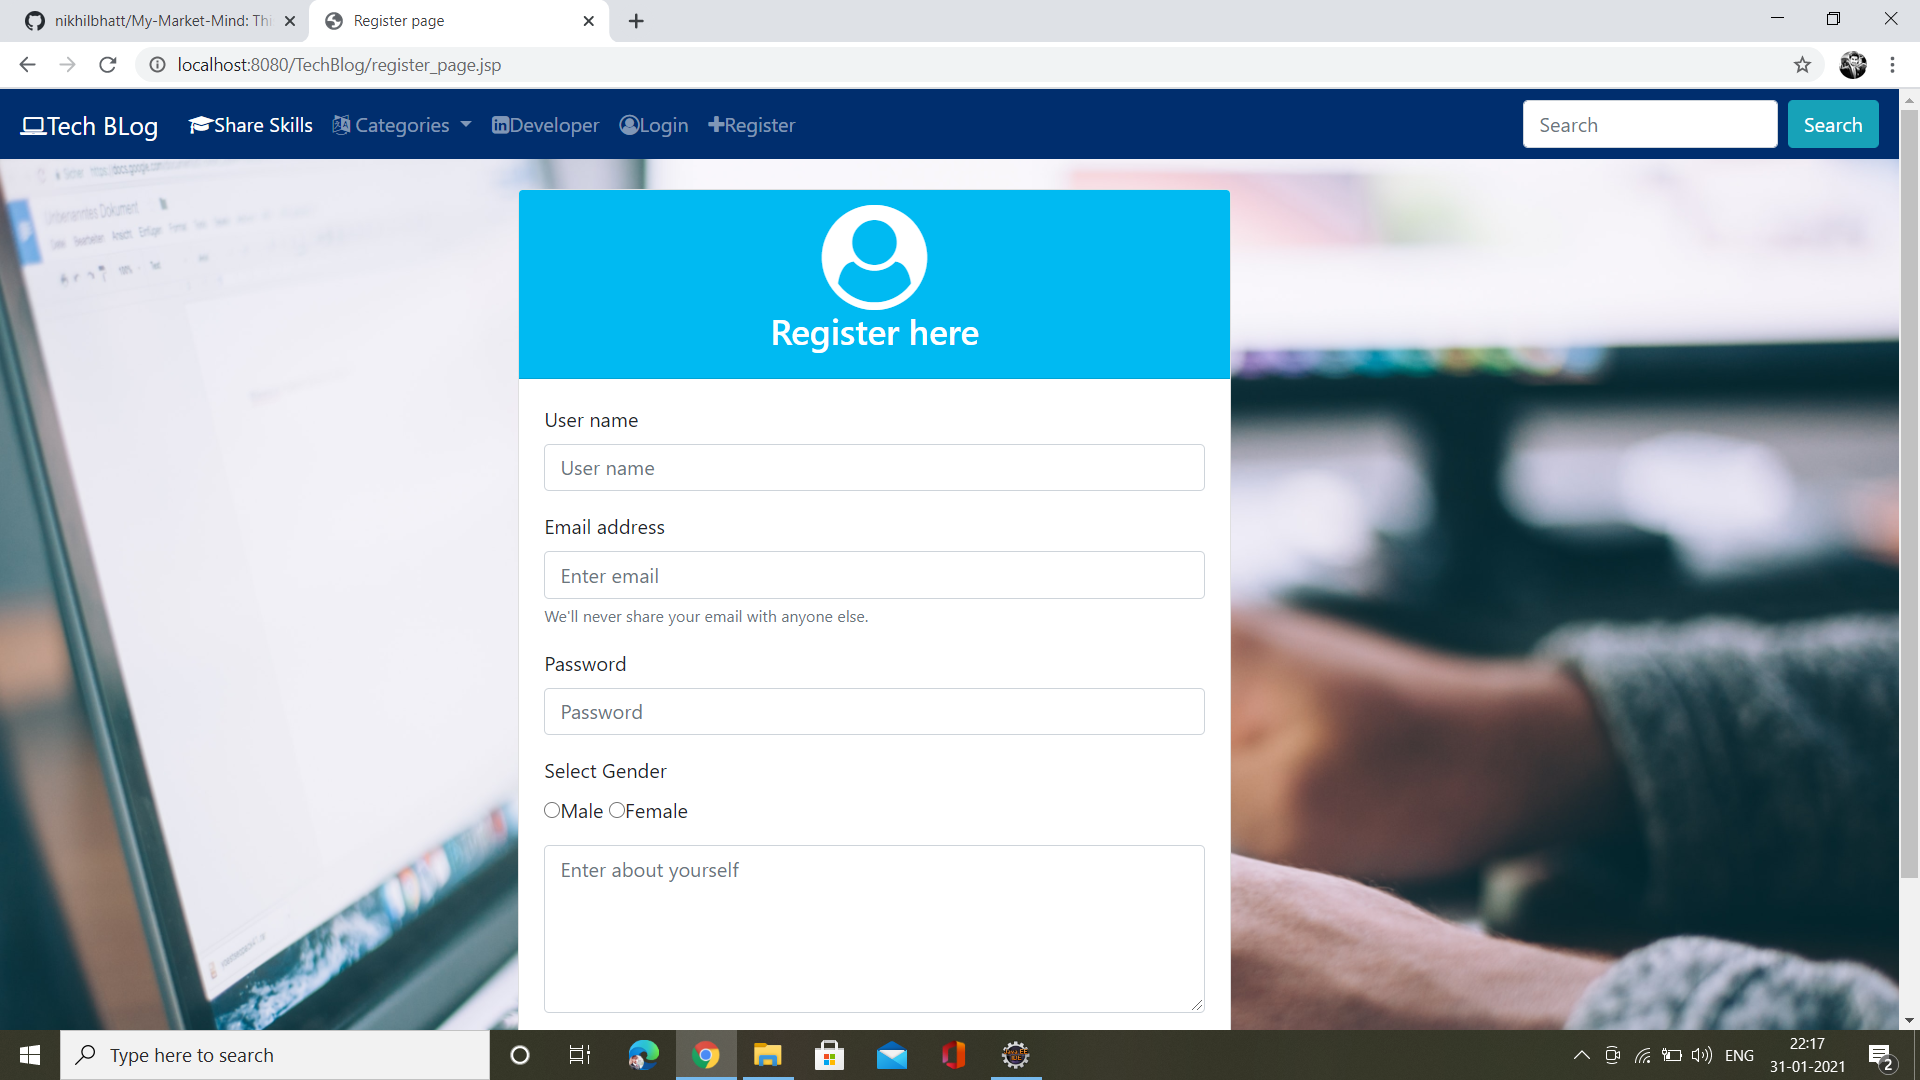 nikhilbhatt/My-Market-Mind: Thi
Register page
localhost:8080/TechBlog/register_page.jsp
Tech BLog
Share Skills
Categories
Developer
Login
Register
Search
Search
Unbenanntes Dokument
Register here
User name
User name
Email address
Enter email
We'll never share your email with anyone else.
Password
Password
Select Gender
Male Female
Enter about yourself
Type here to search
ENG
22:17
31-01-2021
2